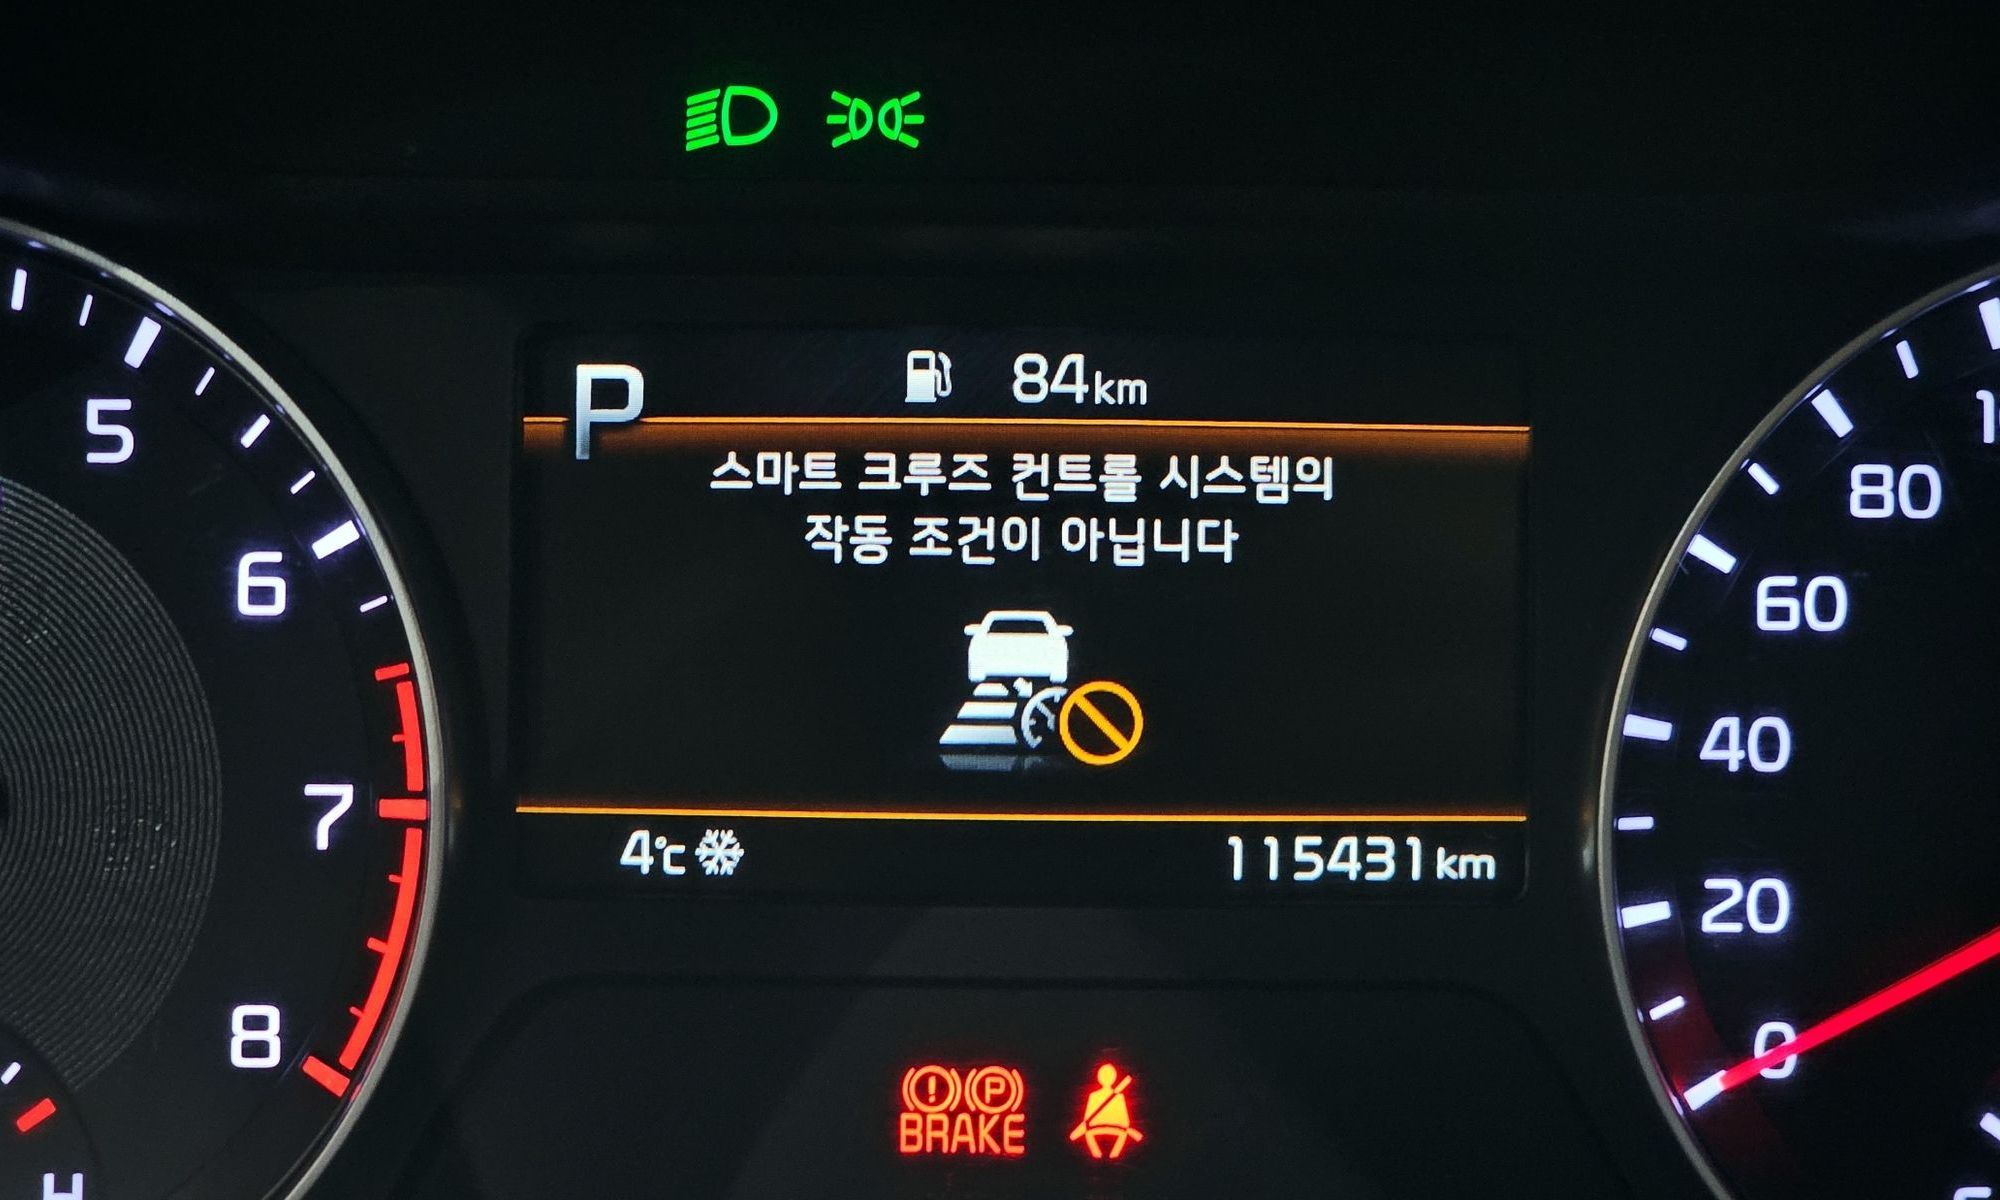 P 84km
스마트 크루즈 컨트롤 시스템의
작동 조건이 아닙니다
4℃ 115431km
5
6
7
8
H
80
60
40
20
0
(!) (P)
BRAKE